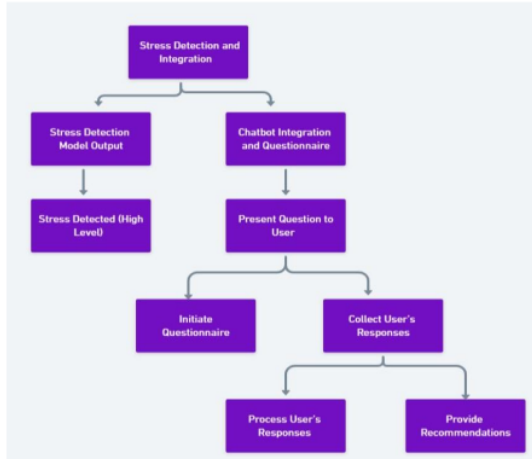 Stress Detection and
Integration
Stress Detection
Model Output
Chatbot Integration
and Questionnaire
Stress Detected (High
Level)
Present Question to
User
Initiate
Questionnaire
Collect User's
Responses
Process User's
Responses
Provide
Recommendations